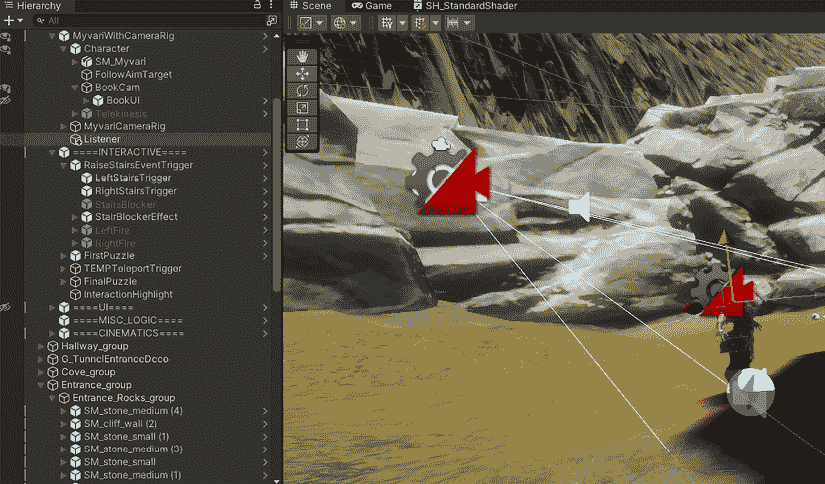 Hierarchy
Scene
Game
SH_StandardShader
All
MyvariWithCameraRig
Character
SM_Myvari
FollowAimTarget
BookCam
BookUI
Telekinesis
MyvariCameraRig
Listener
====INTERACTIVE====
RaiseStairsEventTrigger
LeftStairsTrigger
RightStairsTrigger
StairsBlocker
StairBlockerEffect
LeftFire
RightFire
FirstPuzzle
TEMPTeleportTrigger
FinalPuzzle
InteractionHighlight
====UI====
====MISC_LOGIC====
====CINEMATICS====
Hallway_group
Cove_group
Entrance_group
Entrance_Rocks_group
SM_stone_medium (4)
SM_cliff_wall (2)
SM_stone_small (1)
SM_stone_medium (3)
SM_stone_small
SM_stone_medium (1)